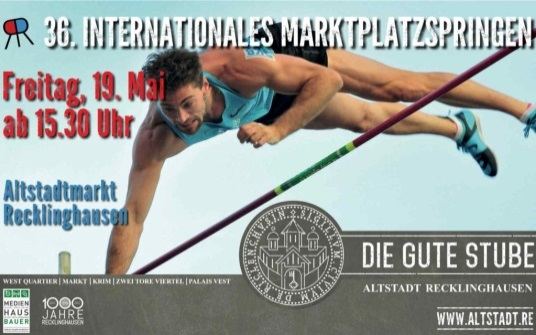 36. INTERNATIONALES MARKTPLATZSPRINGEN
Freitag, 19. Mai
ab 15.30 Uhr
Altstadtmarkt
Recklinghausen
DIE GUTE STUBE
ALTSTADT RECKLINGHAUSEN
WEST QUARTIER | MARKT | KRIM | ZWEI TORE VIERTEL | PALAIS VEST
MEDIEN
HAUS
BAUER
1000
JAHRE
RECKLINGHAUSEN
WWW.ALTSTADT.RE